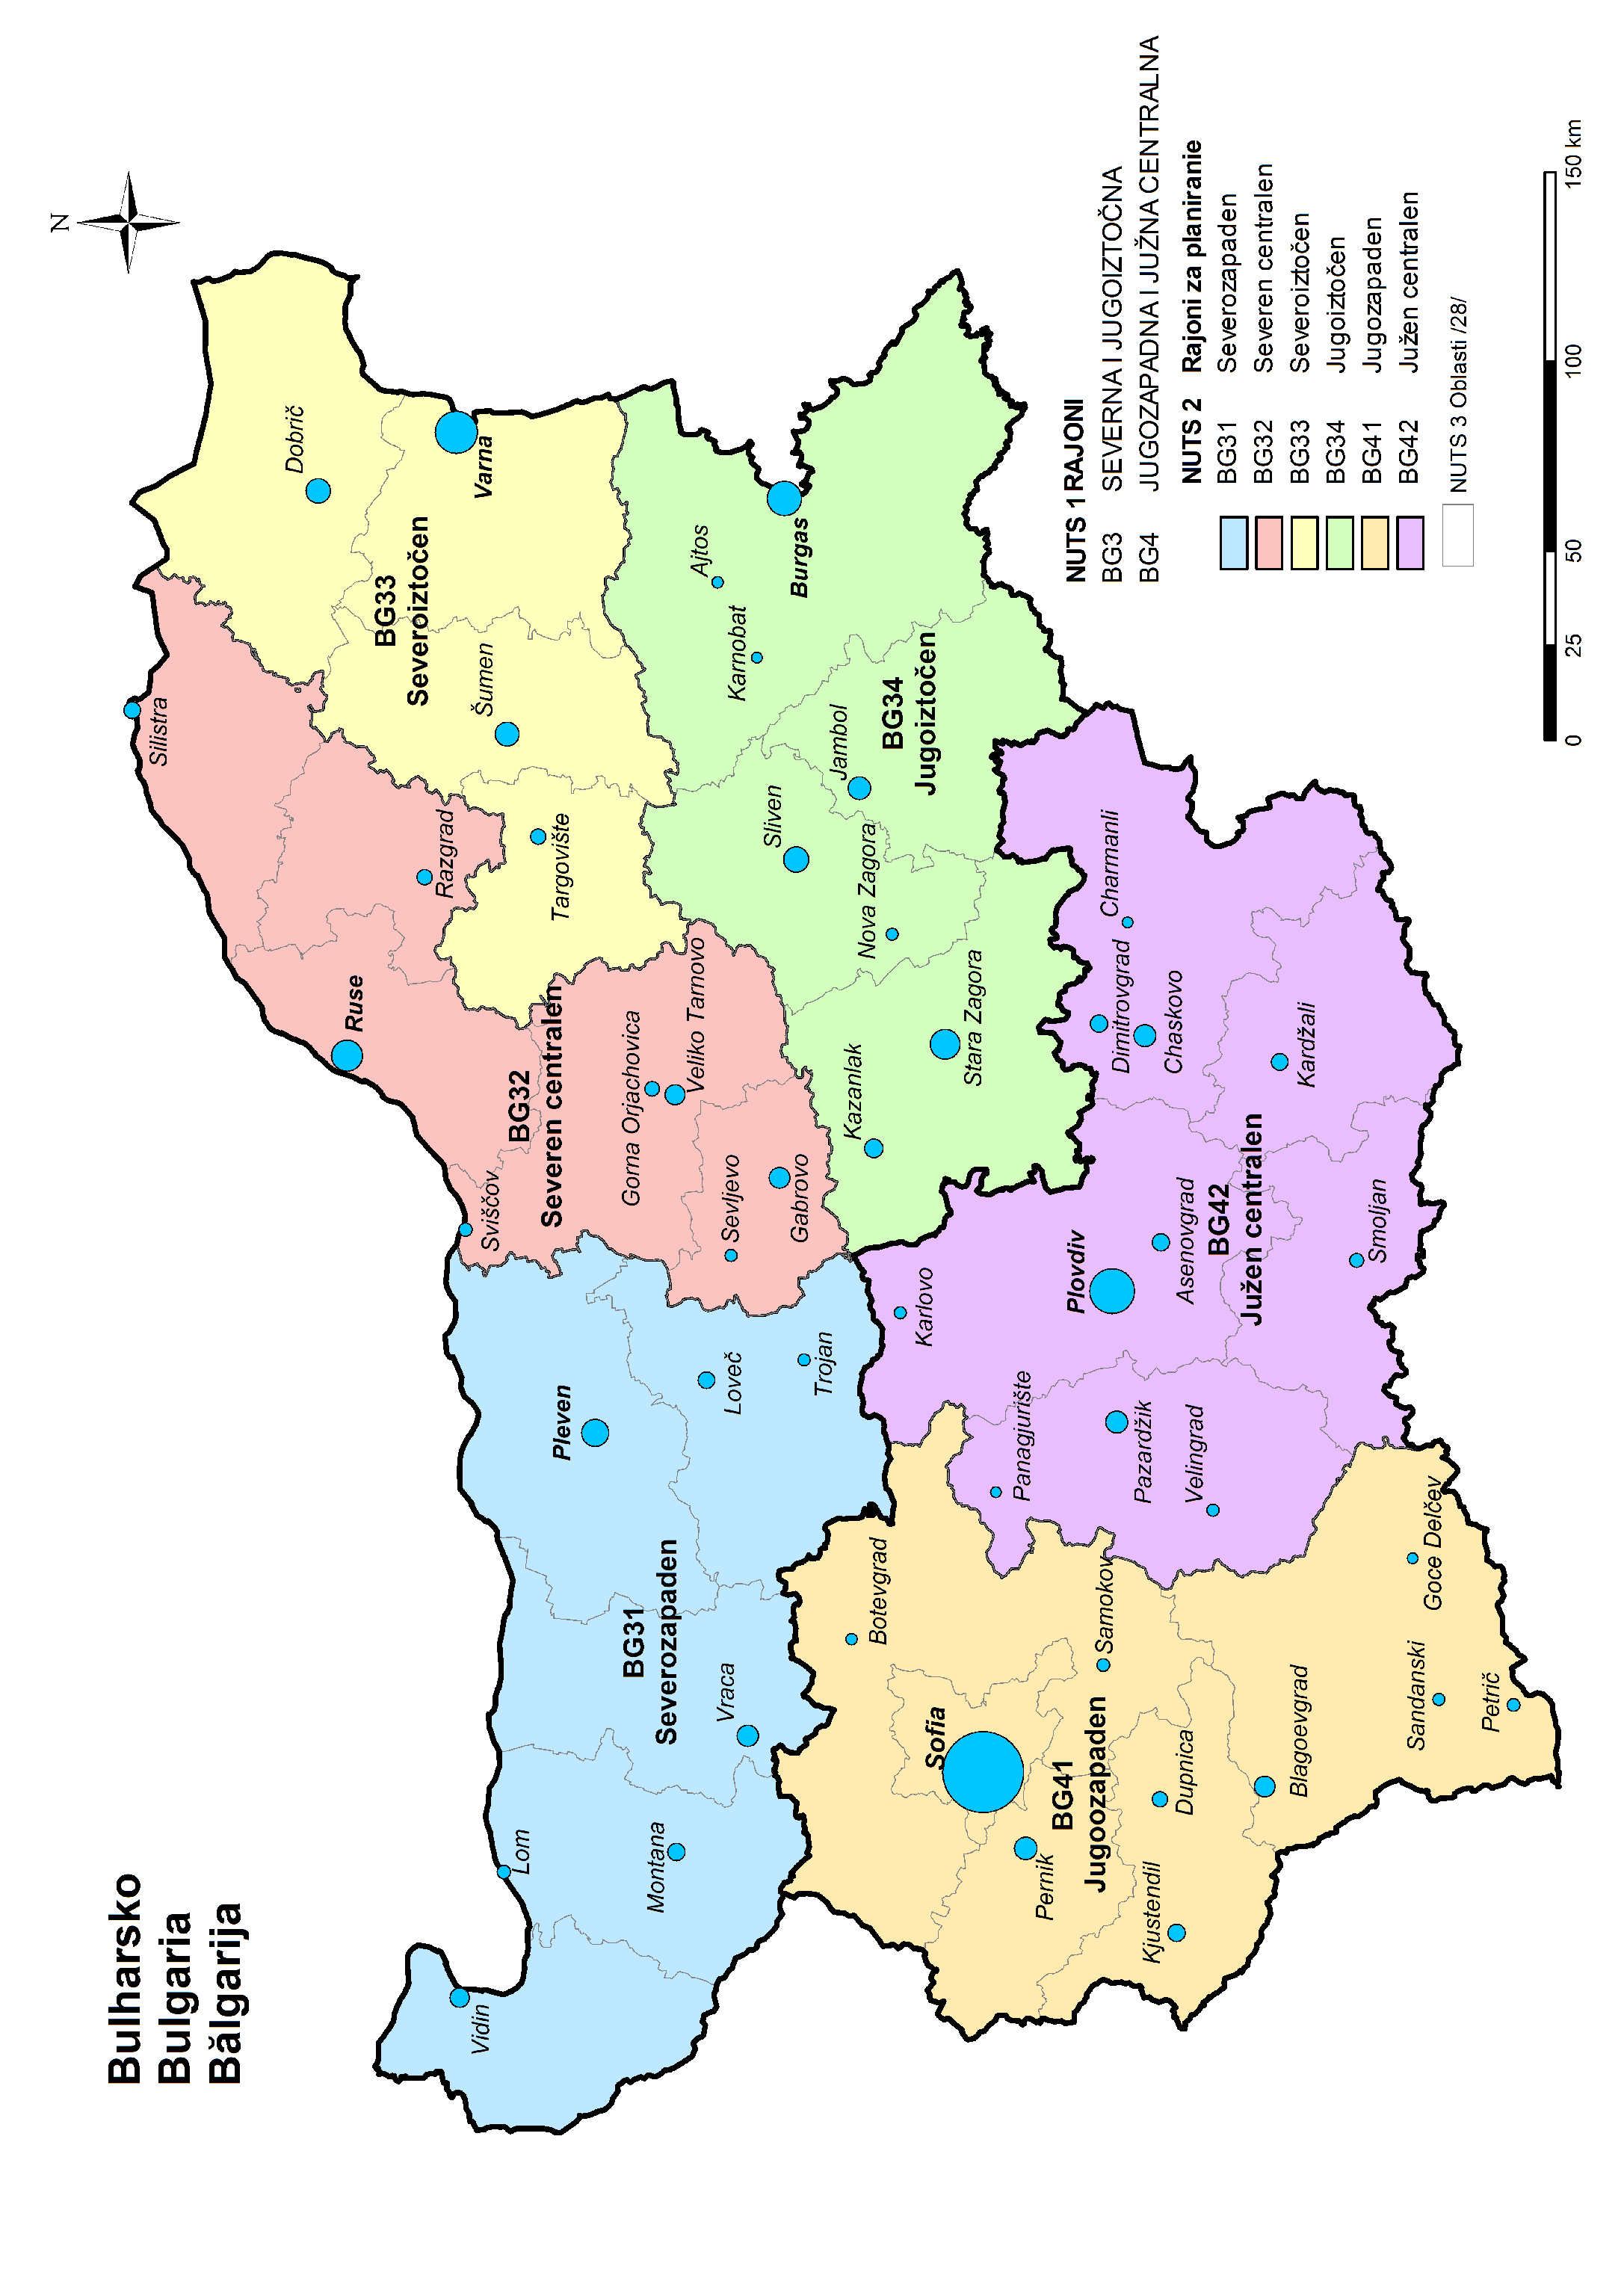 Bulharsko
Bulgaria
Bălgarija
N
Vidin
Lom
Montana
Vraca
BG31
Severozapaden
Pleven
Loveč
Trojan
Sviščov
BG32
Severen centralen
Ruse
Silistra
Razgrad
Gorna Orjachovica
Veliko Tarnovo
Sevlijevo
Gabrovo
BG33
Severoiztočen
Dobrič
Varna
Šumen
Targovište
BG34
Jugoiztočen
Ajtos
Karnobat
Burgas
Jambol
Sliven
Nova Zagora
Stara Zagora
Kazanlak
BG41
Jugoozapaden
Sofia
Botevgrad
Samokov
Pernik
Dupnica
Kjustendil
Blagoevgrad
Sandanski
Petrič
Goce Delčev
BG42
Južen centralen
Karlovo
Plovdiv
Asenovgrad
Panagjurište
Pazardžik
Velingrad
Smoljan
Kardžali
Chaskovo
Dimitrovgrad
Charmanli
NUTS 1 RAJONI
BG3 SEVERNA I JUGOIZTOČNA
BG4 JUGOZAPADNA I JUŽNA CENTRALNA
NUTS 2 Rajoni za planiranie
BG31 Severozapaden
BG32 Severen centralen
BG33 Severoiztočen
BG34 Jugoiztočen
BG41 Jugozapaden
BG42 Južen centralen
NUTS 3 Oblasti /28/
0 25 50 100 150 km